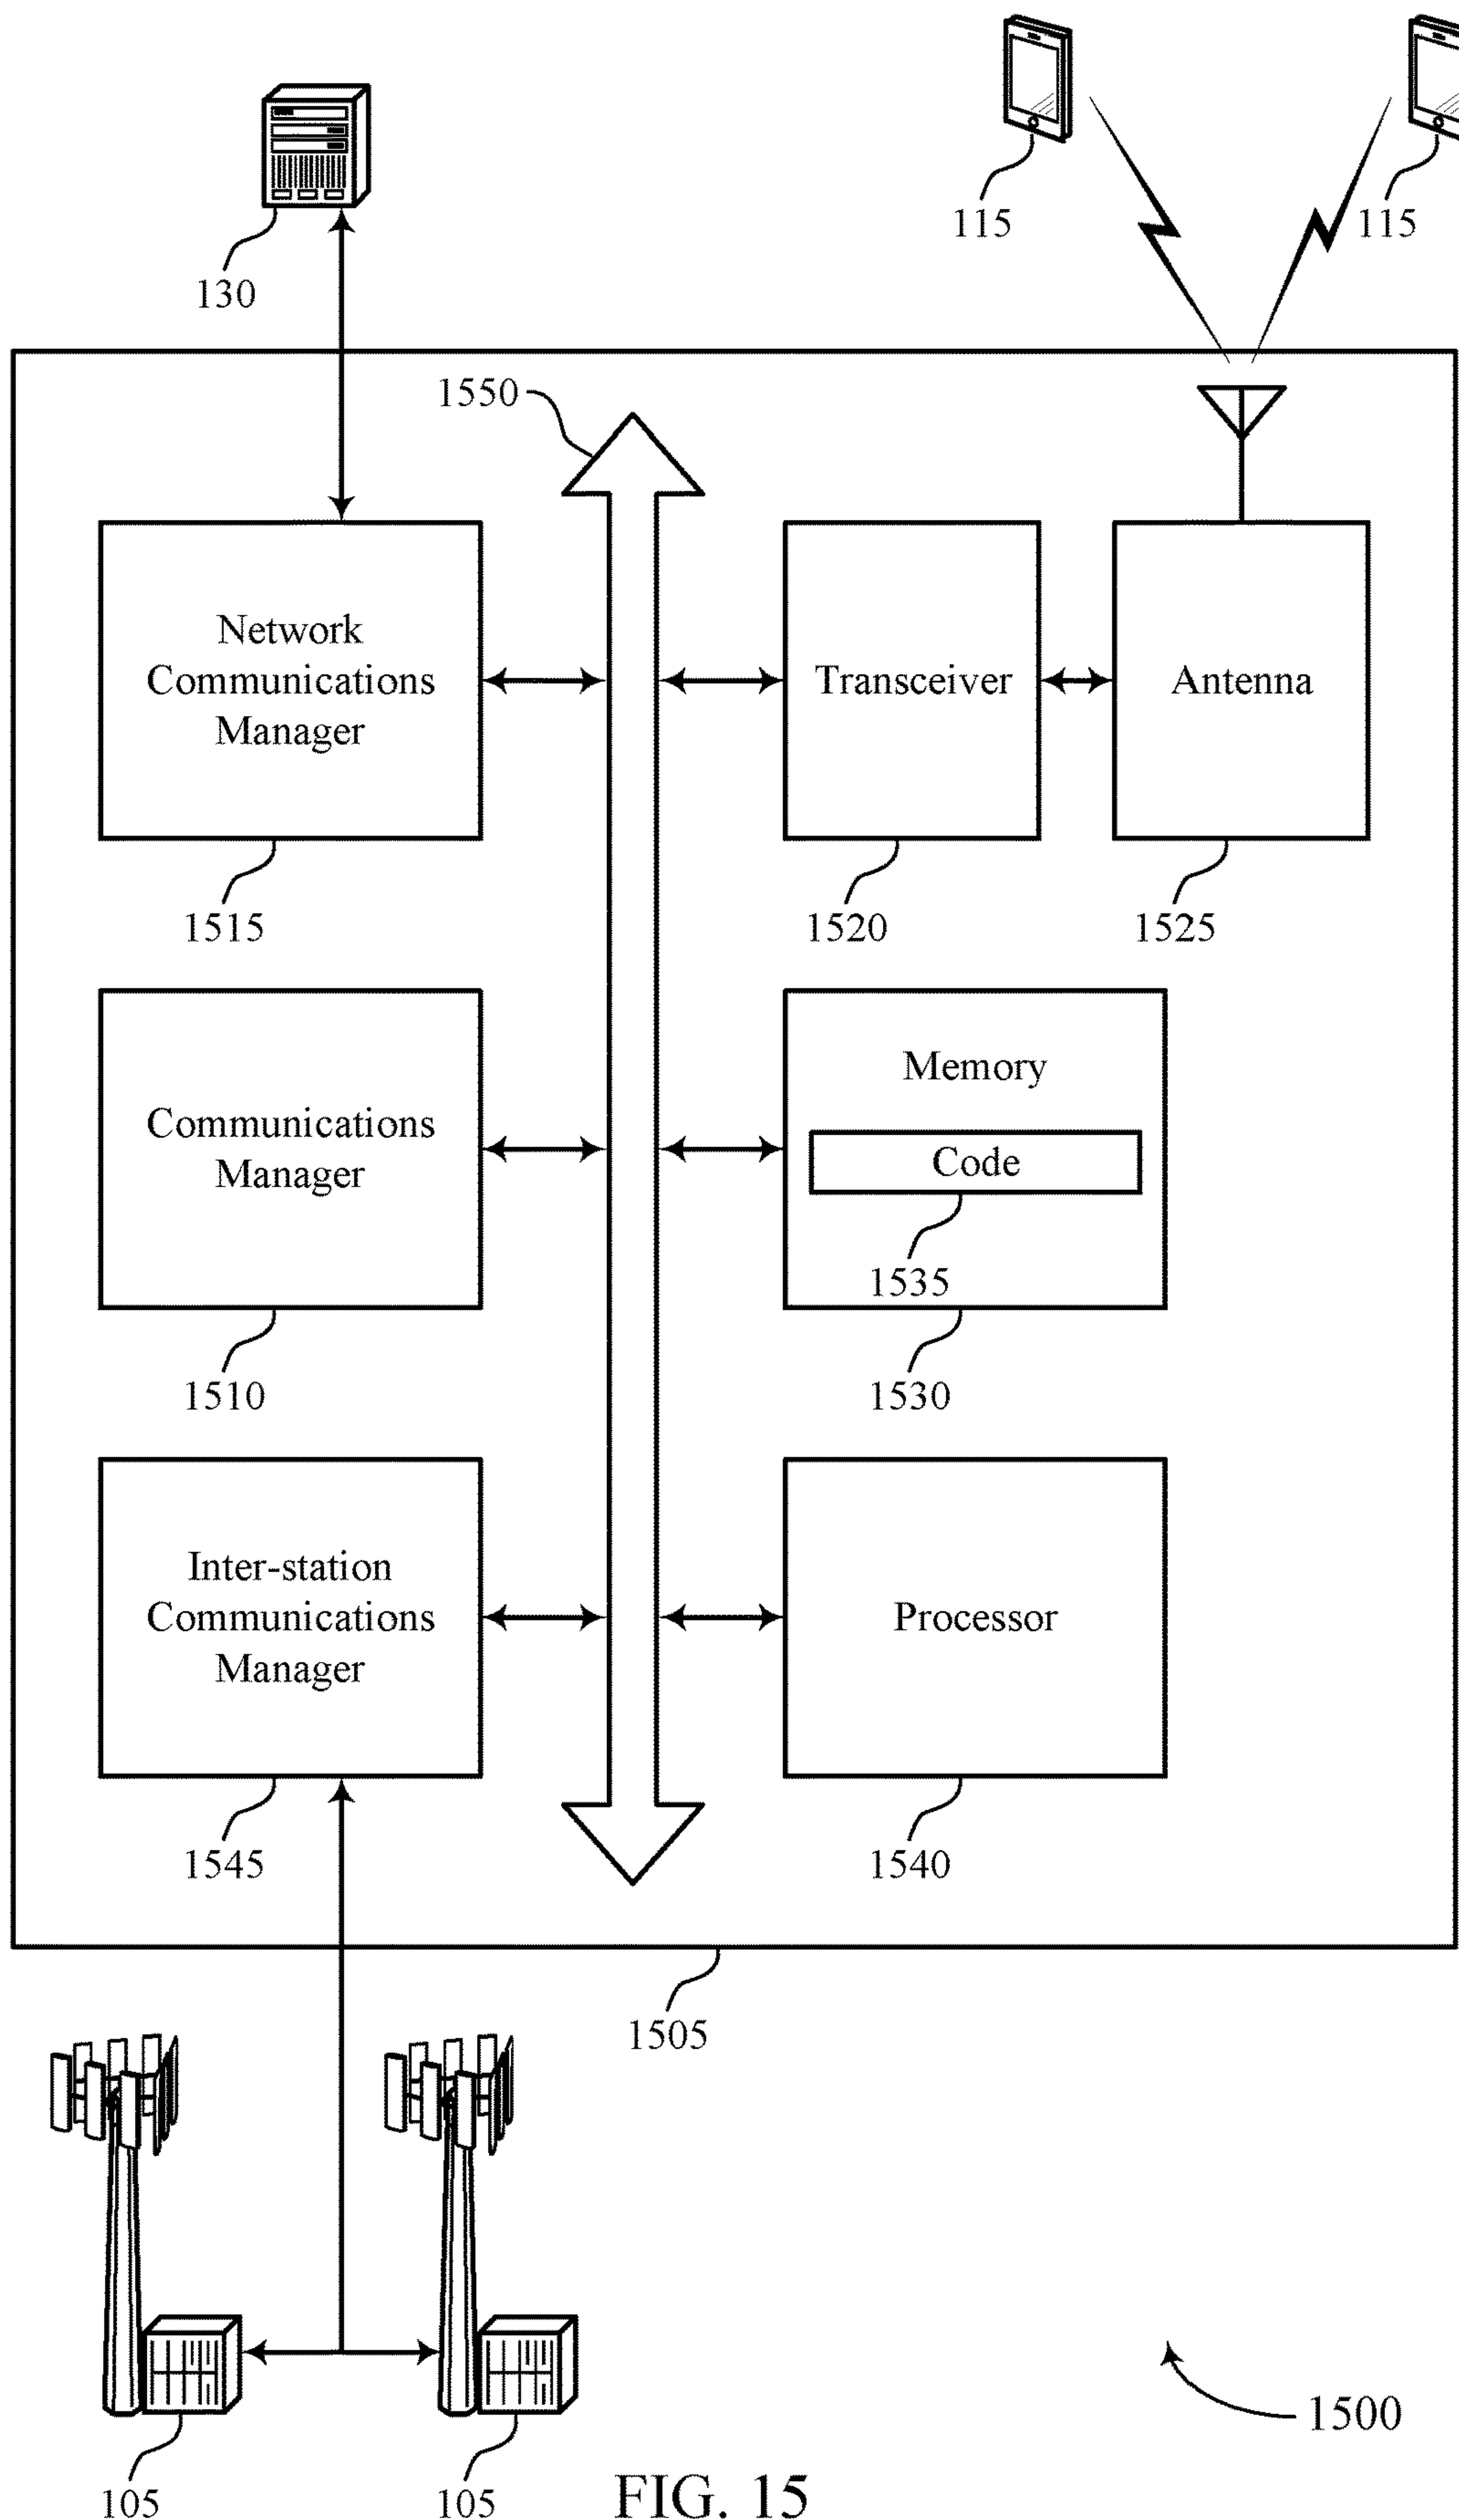 115
115
130
1550
Network
Communications
Manager
Transceiver
Antenna
1515
1520
1525
Communications
Manager
Memory
Code
1535
1510
1530
Inter-station
Communications
Manager
Processor
1545
1540
1505
1500
105
105
FIG. 15